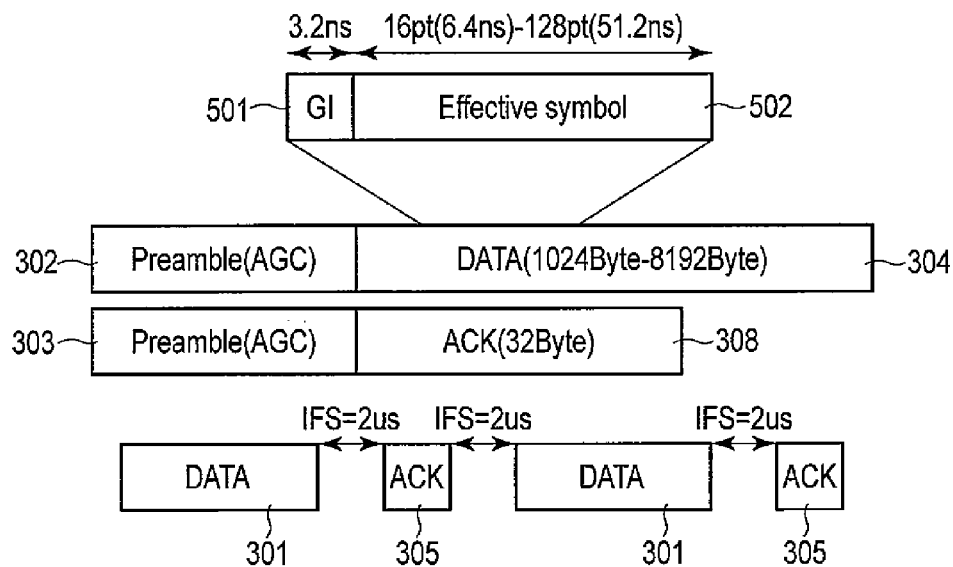 3.2ns 16pt(6.4ns)-128pt(51.2ns)
501 GI Effective symbol 502
302 Preamble(AGC) DATA(1024Byte-8192Byte) 304
303 Preamble(AGC) ACK(32Byte) 308
IFS=2us IFS=2us IFS=2us
DATA ACK DATA ACK
301 305 301 305